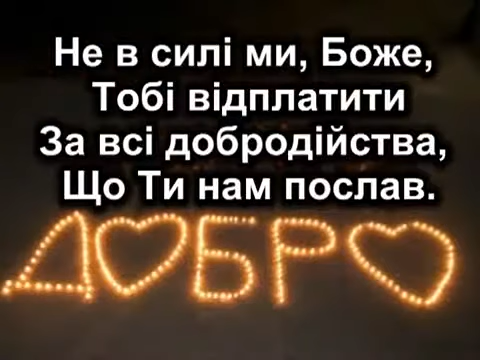 Не в силі ми, Боже,
Тобі відплатити
За всі добродійства,
Що Ти нам послав.
ДОБРО